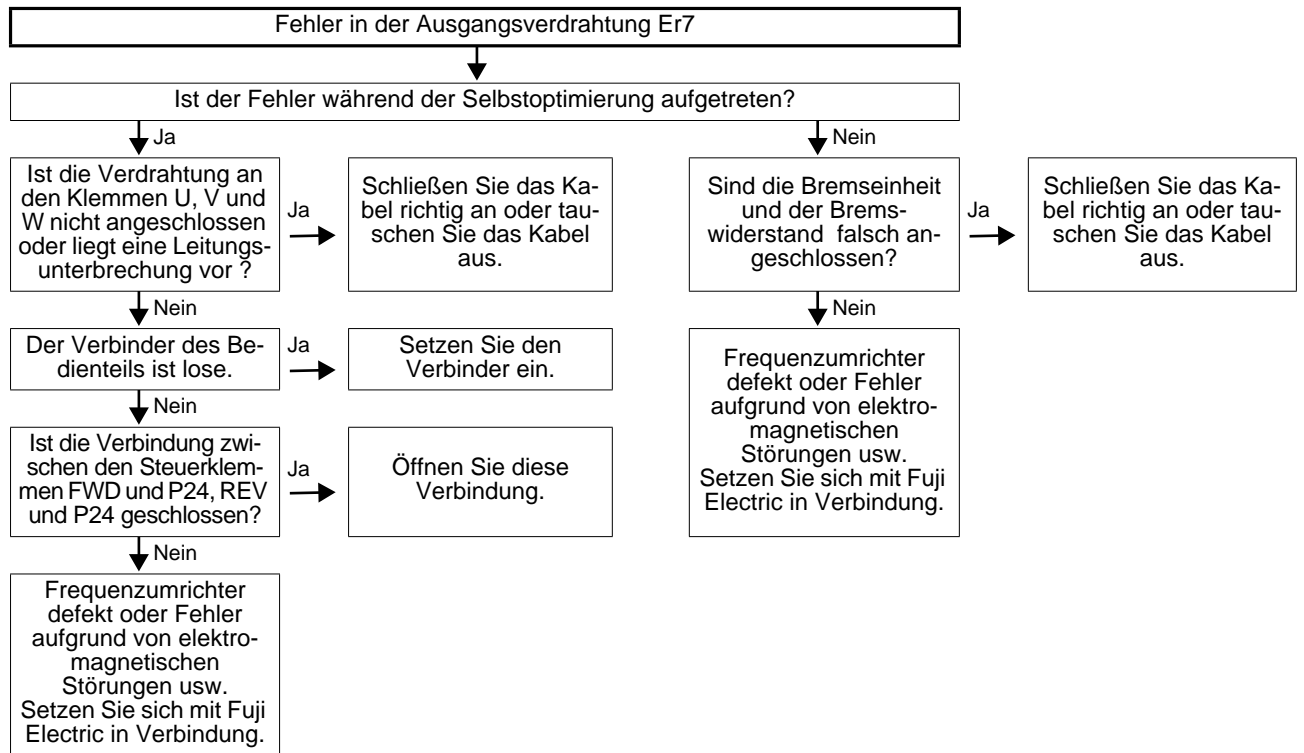 Fehler in der Ausgangsverdrahtung Er7
Ist der Fehler während der Selbstoptimierung aufgetreten?
Ja
Nein
Ist die Verdrahtung an
den Klemmen U, V und
W nicht angeschlossen
oder liegt eine Leitungs-
unterbrechung vor ?
Ja
Schließen Sie das Ka-
bel richtig an oder tau-
schen Sie das Kabel
aus.
Sind die Bremseinheit
und der Brems-
widerstand falsch an-
geschlossen?
Ja
Schließen Sie das Ka-
bel richtig an oder tau-
schen Sie das Kabel
aus.
Nein
Nein
Der Verbinder des Be-
dienteils ist lose.
Ja
Setzen Sie den
Verbinder ein.
Frequenzumrichter
defekt oder Fehler
aufgrund von elektro-
magnetischen
Störungen usw.
Setzen Sie sich mit Fuji
Electric in Verbindung.
Nein
Ist die Verbindung zwi-
schen den Steuerklem-
men FWD und P24, REV
und P24 geschlossen?
Ja
Öffnen Sie diese
Verbindung.
Nein
Frequenzumrichter
defekt oder Fehler
aufgrund von elektro-
magnetischen
Störungen usw.
Setzen Sie sich mit Fuji
Electric in Verbindung.